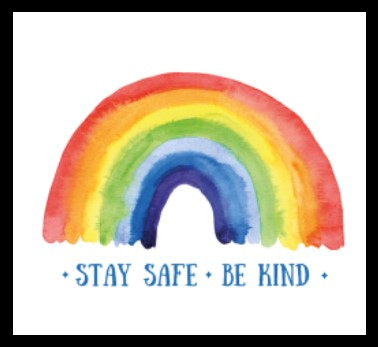 • STAY SAFE • BE KIND •